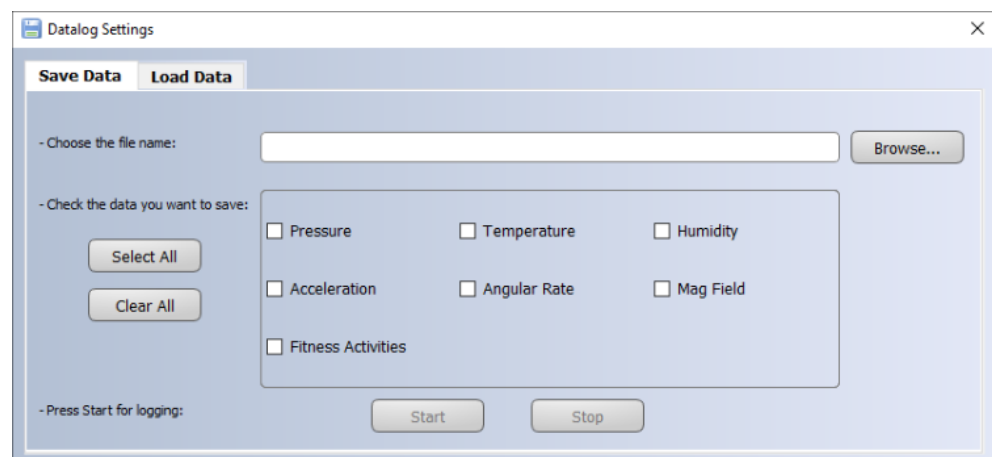 Datalog Settings
Save Data Load Data
- Choose the file name: Browse...
- Check the data you want to save:
Pressure Temperature Humidity
Select All
Acceleration Angular Rate Mag Field
Clear All
Fitness Activities
- Press Start for logging: Start Stop